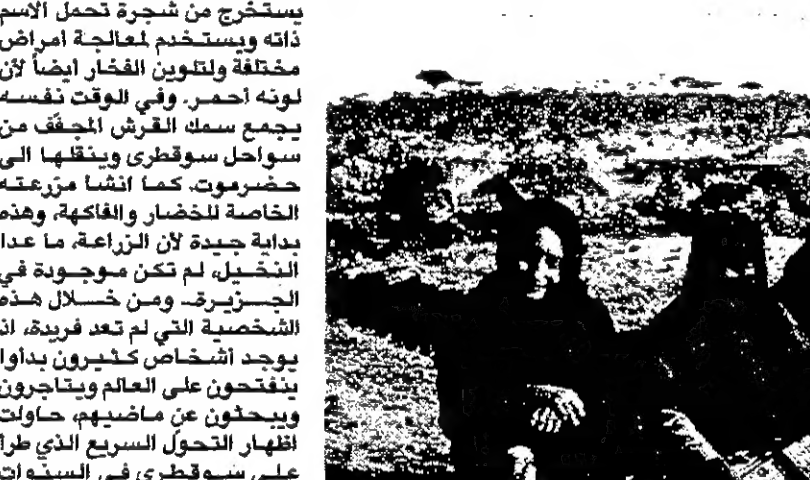 يستخرج من شجرة تحمل الاسم
ذاته ويستخدم لمعالجة امراض
مختلفة ولتلوين الفخار ايضاً لأن
لونه أحمر. وفي الوقت نفسه
يجمع سمك القرش المجفّف من
سواحل سوقطرى وينقلها الى
حضرموت. كما انشأ مزرعته
الخاصة للخضار والفاكهة، وهذه
بداية جيدة لأن الزراعة، ما عدا
النخيل، لم تكن موجودة في
الجزيرة. ومن خلال هذه
الشخصية التي لم تعد فريدة، اذ
يوجد أشخاص كثيرون بدأوا
ينفتحون على العالم ويتاجرون
ويبحثون عن ماضيهم، حاولت
اظهار التحول السريع الذي طرأ
على سوقطرى في السنوات